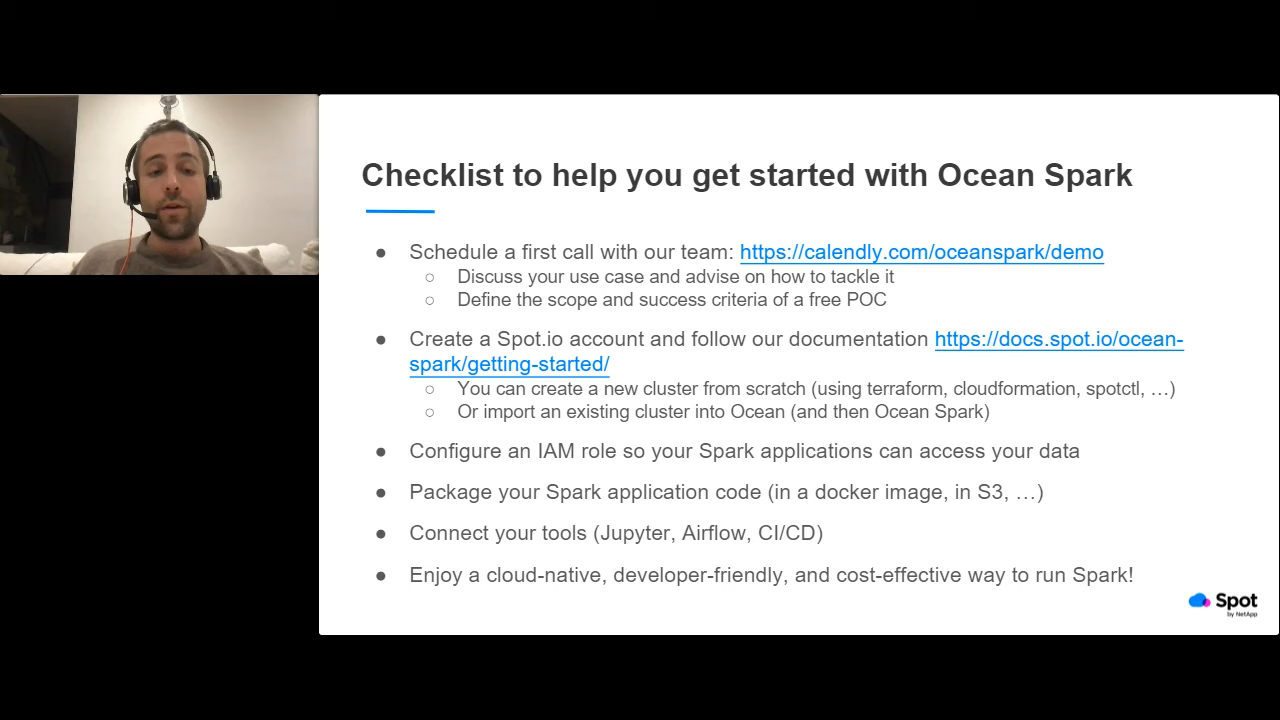 Checklist to help you get started with Ocean Spark
● Schedule a first call with our team: https://calendly.com/oceanspark/demo
○ Discuss your use case and advise on how to tackle it
○ Define the scope and success criteria of a free POC
● Create a Spot.io account and follow our documentation https://docs.spot.io/ocean-
spark/getting-started/
○ You can create a new cluster from scratch (using terraform, cloudformation, spotctl, …)
○ Or import an existing cluster into Ocean (and then Ocean Spark)
● Configure an IAM role so your Spark applications can access your data
● Package your Spark application code (in a docker image, in S3, …)
● Connect your tools (Jupyter, Airflow, CI/CD)
● Enjoy a cloud-native, developer-friendly, and cost-effective way to run Spark!
Spot
by NetApp